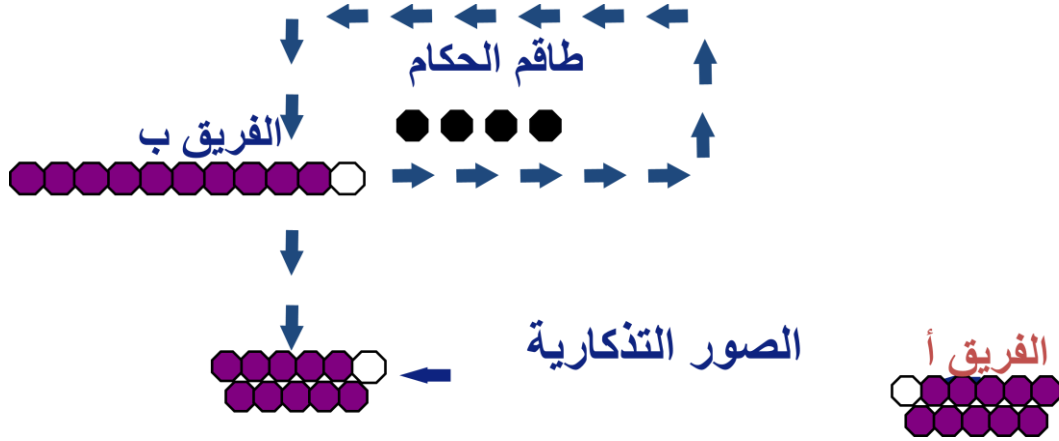 طاقم الحكام
الفريق ب
الصور التذكارية
الفريق أ